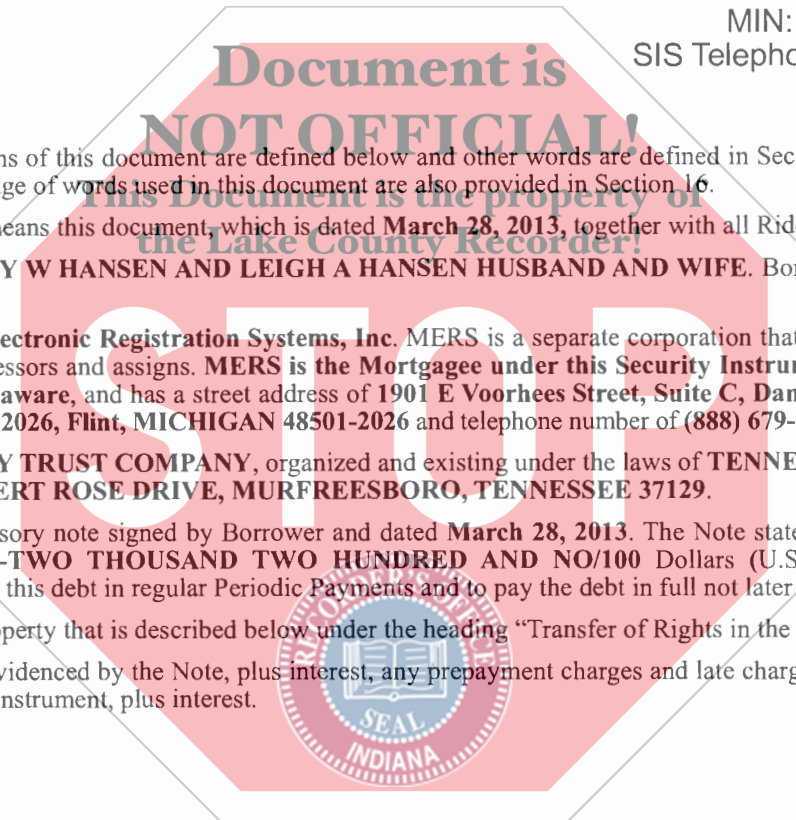 MIN:
SIS Telepho
Document is
NOT OFFICIAL!
ns of this document are defined below and other words are defined in Sec
ge of words used in this document are also provided in Section 16.
This Document is the property of
eans this document, which is dated March 28, 2013, together with all Rid
the Lake County Recorder!
Y W HANSEN AND LEIGH A HANSEN HUSBAND AND WIFE. Bor
ectronic Registration Systems, Inc. MERS is a separate corporation that
essors and assigns. MERS is the Mortgagee under this Security Instrum
aware, and has a street address of 1901 E Voorhees Street, Suite C, Dan
2026, Flint, MICHIGAN 48501-2026 and telephone number of (888) 679-
STOP
Y TRUST COMPANY, organized and existing under the laws of TENNE
ERT ROSE DRIVE, MURFREESBORO, TENNESSEE 37129.
sory note signed by Borrower and dated March 28, 2013. The Note state
-TWO THOUSAND TWO HUNDRED AND NO/100 Dollars (U.S
this debt in regular Periodic Payments and to pay the debt in full not later
operty that is described below under the heading “Transfer of Rights in the
videnced by the Note, plus interest, any prepayment charges and late charg
nstrument, plus interest.
RECORDER'S OFFICE
SEAL
INDIANA